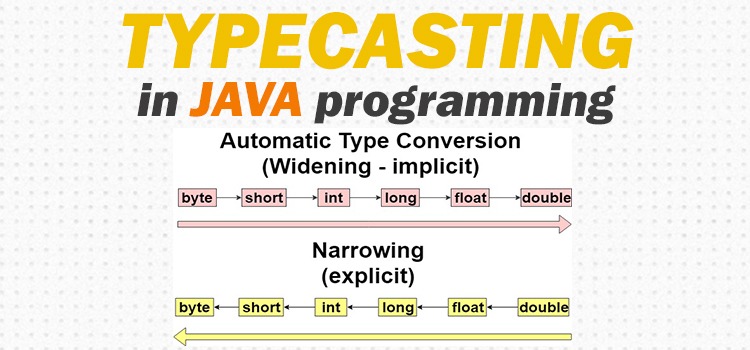 TYPECASTING
in JAVA programming
Automatic Type Conversion
(Widening - implicit)
byte short int long float double
Narrowing
(explicit)
byte short int long float double